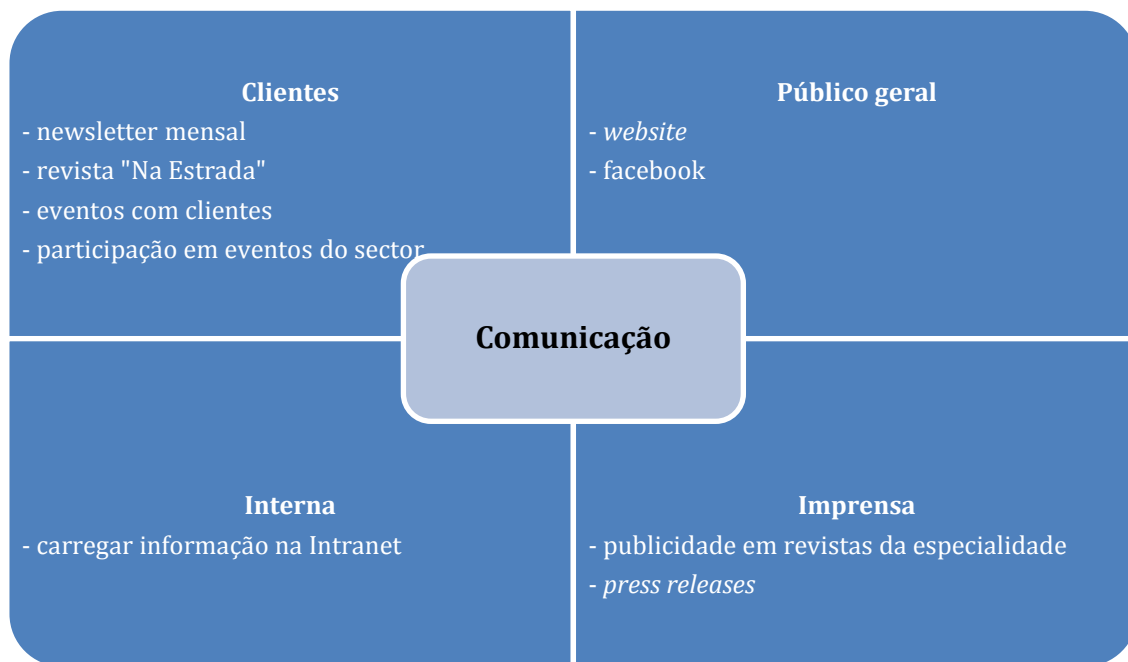 Clientes
- newsletter mensal
- revista "Na Estrada"
- eventos com clientes
- participação em eventos do sector
Público geral
- website
- facebook
Comunicação
Interna
- carregar informação na Intranet
Imprensa
- publicidade em revistas da especialidade
- press releases